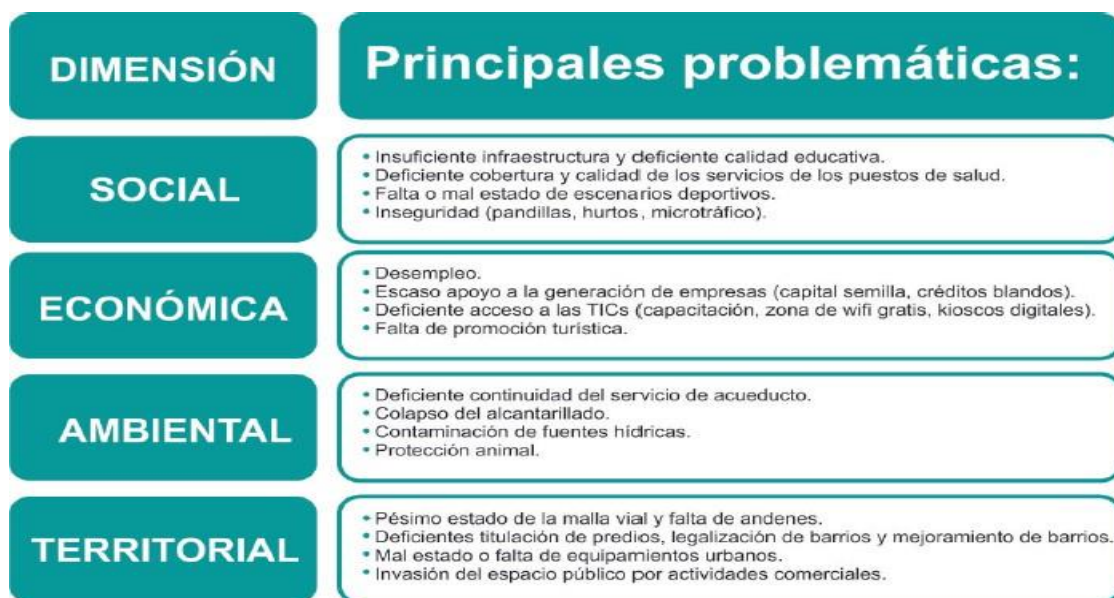 DIMENSIÓN
Principales problemáticas:
SOCIAL
• Insuficiente infraestructura y deficiente calidad educativa.
• Deficiente cobertura y calidad de los servicios de los puestos de salud.
• Falta o mal estado de escenarios deportivos.
• Inseguridad (pandillas, hurtos, microtráfico).
ECONÓMICA
• Desempleo.
• Escaso apoyo a la generación de empresas (capital semilla, créditos blandos).
• Deficiente acceso a las TICs (capacitación, zona de wifi gratis, kioscos digitales).
• Falta de promoción turística.
AMBIENTAL
• Deficiente continuidad del servicio de acueducto.
• Colapso del alcantarillado.
• Contaminación de fuentes hídricas.
• Protección animal.
TERRITORIAL
• Pésimo estado de la malla vial y falta de andenes.
• Deficientes titulación de predios, legalización de barrios y mejoramiento de barrios.
• Mal estado o falta de equipamientos urbanos.
• Invasión del espacio público por actividades comerciales.